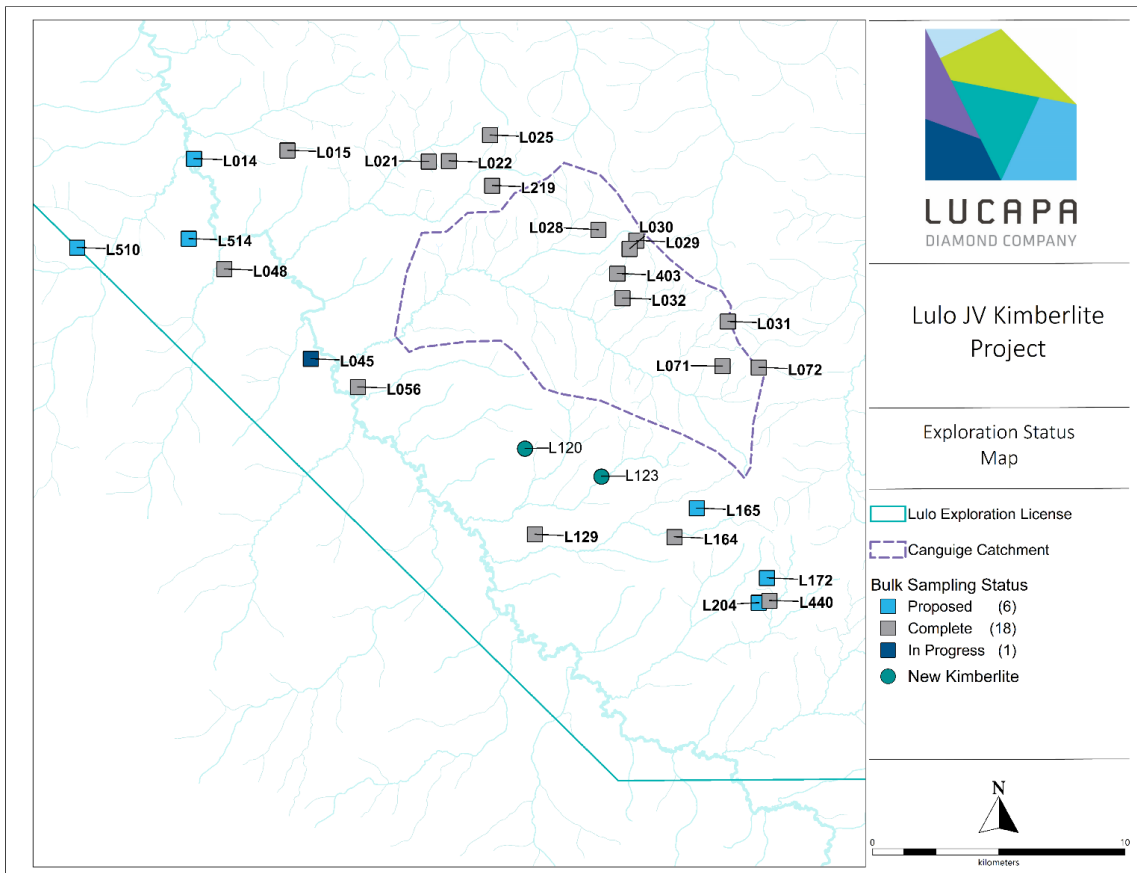 L025
L014
L015
L021
L022
L219
L028
L030
L029
L514
L510
L048
L403
L032
L031
L045
L071
L072
L056
L120
L123
L165
L129
L164
L172
L204
L440
LUCAPA
DIAMOND COMPANY
Lulo JV Kimberlite
Project
Exploration Status
Map
Lulo Exploration License
Canguige Catchment
Bulk Sampling Status
Proposed (6)
Complete (18)
In Progress (1)
New Kimberlite
N
0 10
kilometers